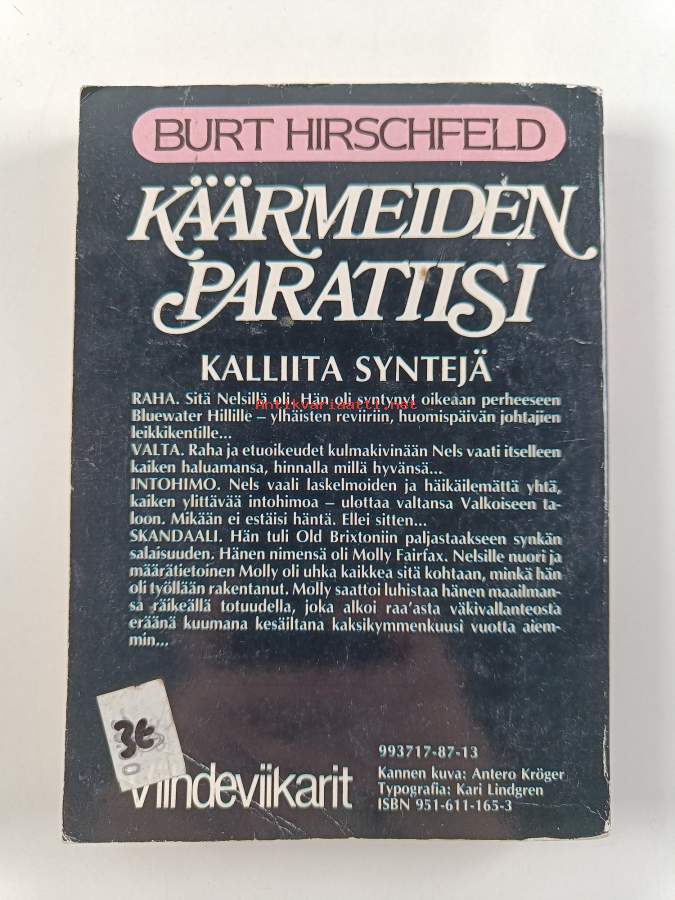 BURT HIRSCHFELD
KÄÄRMEIDEN
PARATIISI
KALLIITA SYNTEJÄ
RAHA. Sitä Nelsillä oli. Hän oli syntynyt oikeaan perheeseen
Antikvariaatti.net
Bluewater Hillille – ylhäisten reviiriin, huomispäivän johtajien
leikkikentille...
VALTA. Raha ja etuoikeudet kulmakivinään Nels vaati itselleen
kaiken haluamansa, hinnalla millä hyvänsä...
INTOHIMO. Nels vaali laskelmoiden ja häikäilemättä yhtä,
kaiken ylittävää intohimoa – ulottaa valtansa Valkoiseen ta-
loon. Mikään ei estäisi häntä. Ellei sitten...
SKANDAALI. Hän tuli Old Brixtoniin paljastaakseen synkän
salaisuuden. Hänen nimensä oli Molly Fairfax. Nelsille nuori ja
määrätietoinen Molly oli uhka kaikkea sitä kohtaan, minkä hän
oli työllään rakentanut. Molly saattoi luhistaa hänen maailman-
sa räikeällä totuudella, joka alkoi raa'asta väkivallanteosta
eräänä kuumana kesäiltana kaksikymmenkuusi vuotta aiem-
min...
3€
Viihdeviikarit
993717-87-13
Kannen kuva: Antero Kröger
Typografia: Kari Lindgren
ISBN 951-611-165-3